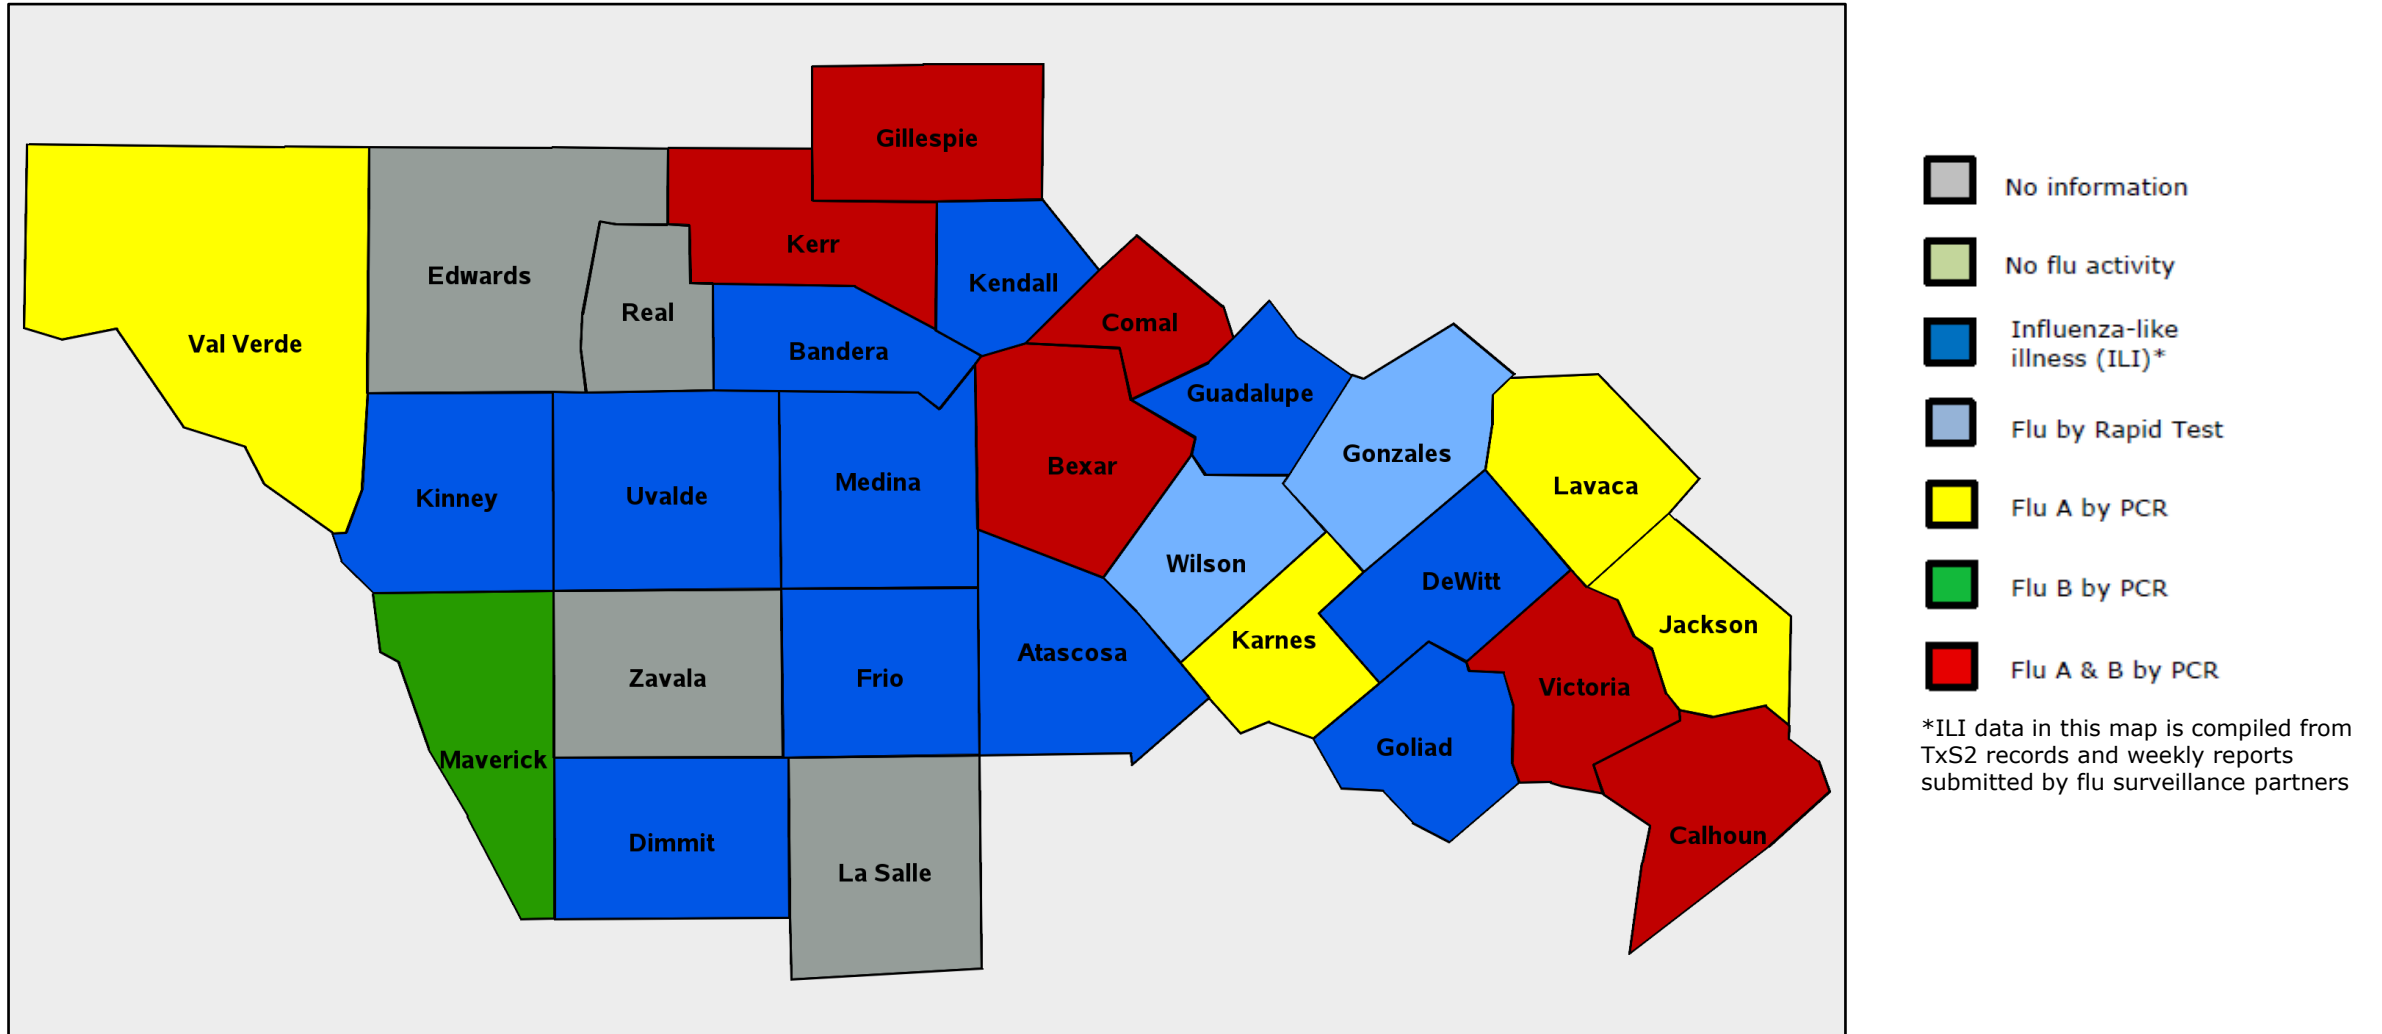 Gillespie
Kerr
Edwards
Kendall
Real
Comal
Val Verde
Bandera
Guadalupe
Gonzales
Bexar
Medina
Lavaca
Uvalde
Kinney
Wilson
DeWitt
Jackson
Karnes
Atascosa
Zavala
Frio
Victoria
Goliad
Maverick
Calhoun
Dimmit
La Salle
No information
No flu activity
Influenza-like
illness (ILI)*
Flu by Rapid Test
Flu A by PCR
Flu B by PCR
Flu A & B by PCR
*ILI data in this map is compiled from
TxS2 records and weekly reports
submitted by flu surveillance partners